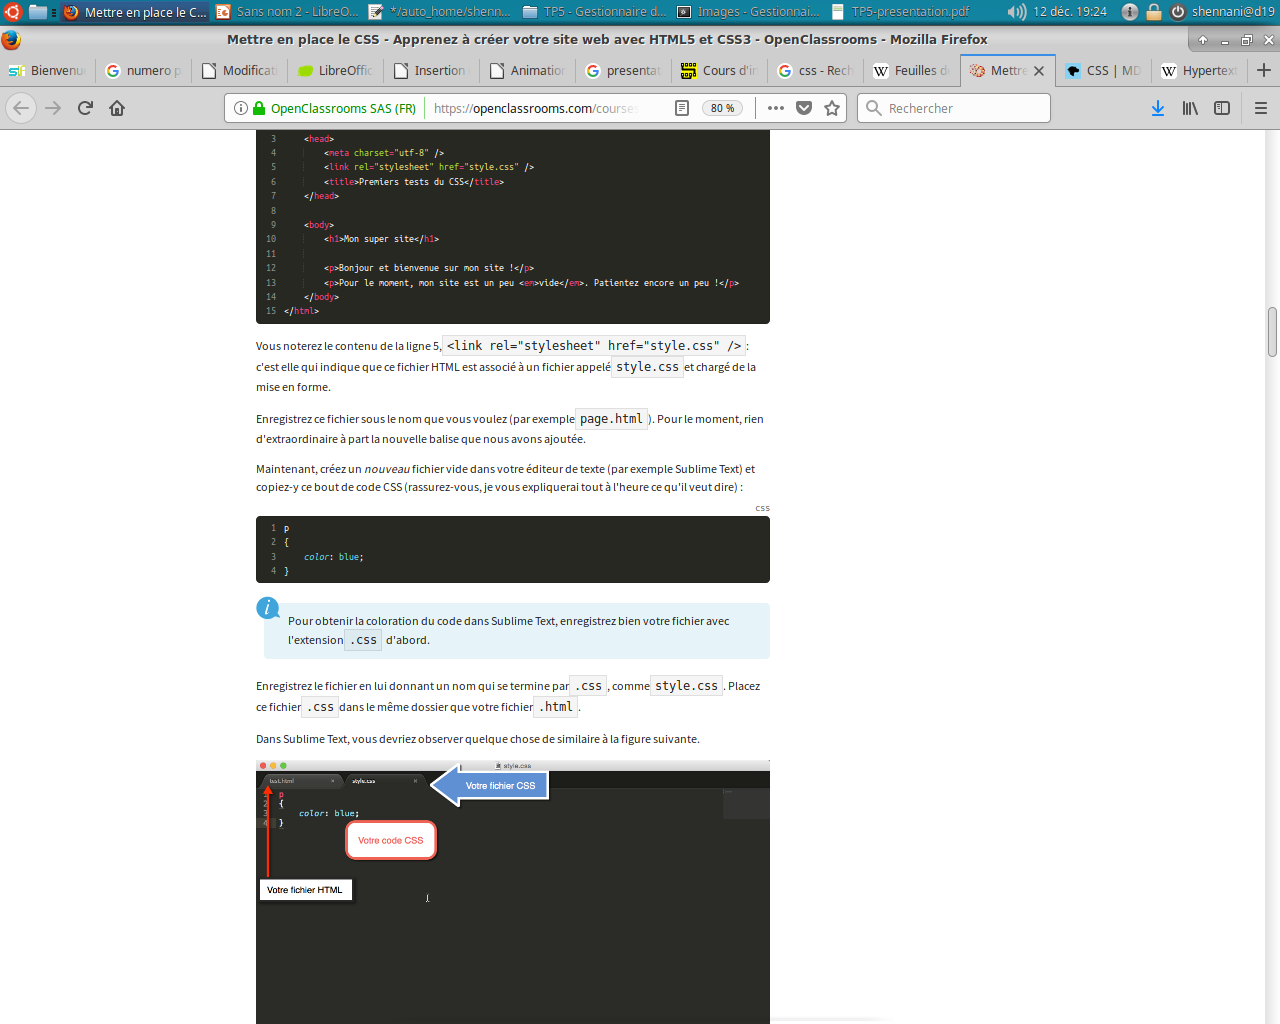 Mettre en place le C...
Sans nom 2 - LibreO...
*/auto_home/shenn...
TP5 - Gestionnaire d...
Images - Gestionnai...
TP5-presentation.pdf
12 déc. 19:24
shennani@d19
Mettre en place le CSS - Apprenez à créer votre site web avec HTML5 et CSS3 - OpenClassrooms - Mozilla Firefox
Bienvenu
numero p
Modificat
LibreOffic
Insertion
Animation
presentat
Cours d'in
css - Rech
Feuilles de
Mettre
CSS | MD
Hypertext
OpenClassrooms SAS (FR)
https://openclassrooms.com/courses
80 %
Rechercher
3 <head>
4 <meta charset="utf-8" />
5 <link rel="stylesheet" href="style.css" />
6 <title>Premiers tests du CSS</title>
7 </head>
8
9 <body>
10 <h1>Mon super site</h1>
11
12 <p>Bonjour et bienvenue sur mon site !</p>
13 <p>Pour le moment, mon site est un peu <em>vide</em>. Patientez encore un peu !</p>
14 </body>
15 </html>
Vous noterez le contenu de la ligne 5, <link rel="stylesheet" href="style.css" /> :
c'est elle qui indique que ce fichier HTML est associé à un fichier appelé style.css et chargé de la
mise en forme.
Enregistrez ce fichier sous le nom que vous voulez (par exemple page.html ). Pour le moment, rien
d'extraordinaire à part la nouvelle balise que nous avons ajoutée.
Maintenant, créez un nouveau fichier vide dans votre éditeur de texte (par exemple Sublime Text) et
copiez-y ce bout de code CSS (rassurez-vous, je vous expliquerai tout à l'heure ce qu'il veut dire) :
css
1 p
2 {
3 color: blue;
4 }
i
Pour obtenir la coloration du code dans Sublime Text, enregistrez bien votre fichier avec
l'extension .css d'abord.
Enregistrez le fichier en lui donnant un nom qui se termine par .css , comme style.css . Placez
ce fichier .css dans le même dossier que votre fichier .html .
Dans Sublime Text, vous devriez observer quelque chose de similaire à la figure suivante.
style.css
test.html
style.css
Votre fichier CSS
1 p
2 {
3 color: blue;
4 }
Votre code CSS
Votre fichier HTML